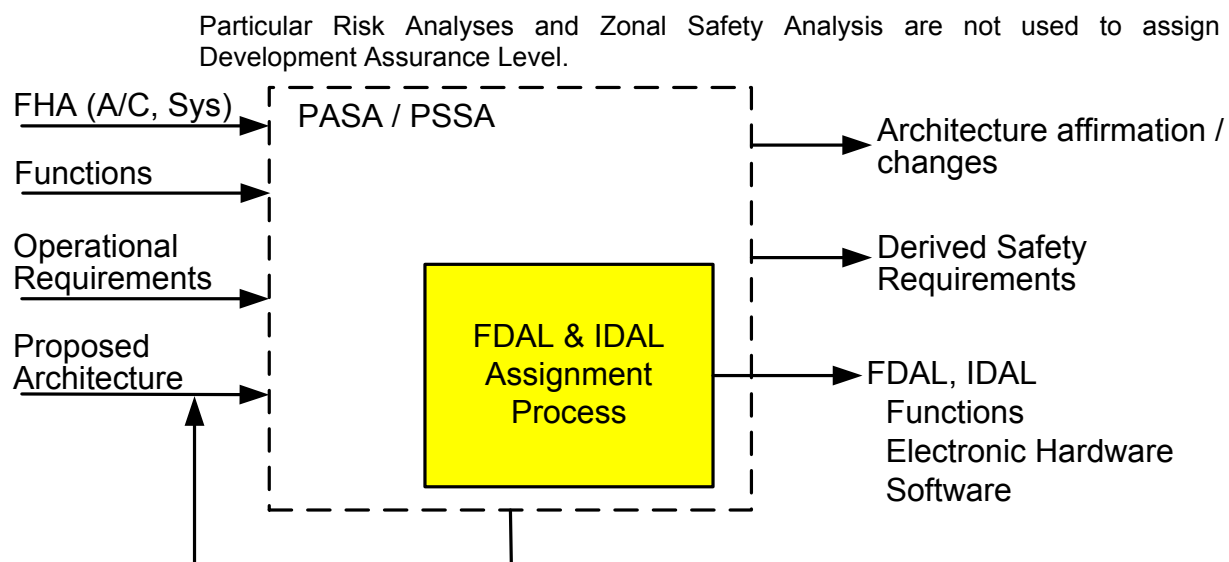 Particular Risk Analyses and Zonal Safety Analysis are not used to assign
Development Assurance Level.
FHA (A/C, Sys)
Functions
Operational
Requirements
Proposed
Architecture
PASA / PSSA
FDAL & IDAL
Assignment
Process
Architecture affirmation /
changes
Derived Safety
Requirements
FDAL, IDAL
Functions
Electronic Hardware
Software